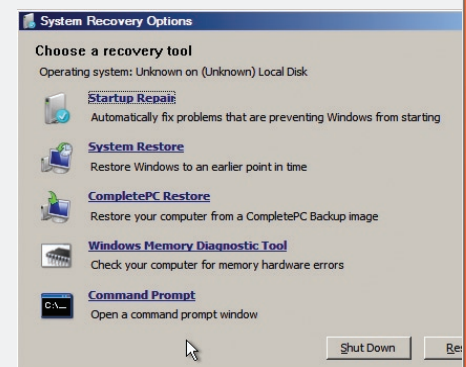 System Recovery Options
Choose a recovery tool
Operating system: Unknown on (Unknown) Local Disk
Startup Repair
Automatically fix problems that are preventing Windows from starting
System Restore
Restore Windows to an earlier point in time
CompletePC Restore
Restore your computer from a CompletePC Backup image
Windows Memory Diagnostic Tool
Check your computer for memory hardware errors
C:\_
Command Prompt
Open a command prompt window
Shut Down